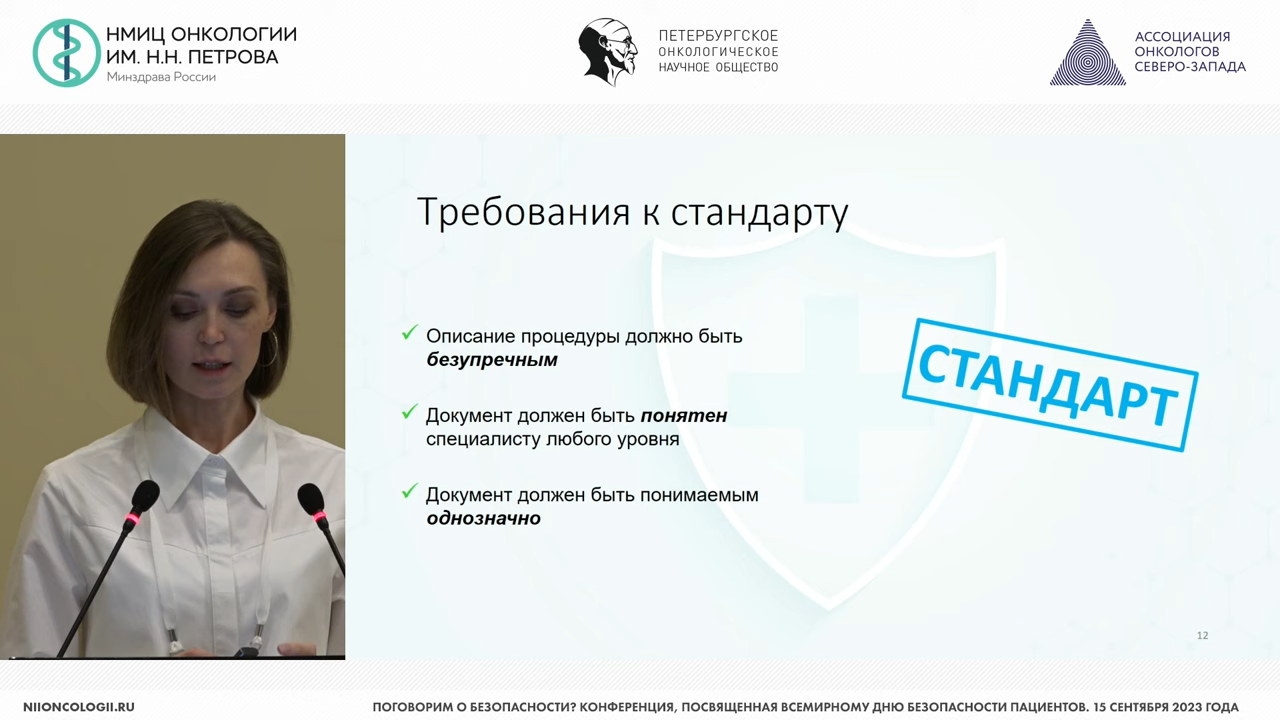 НМИЦ ОНКОЛОГИИ
ИМ. Н.Н. ПЕТРОВА
Минздрава России
ПЕТЕРБУРГСКОЕ
ОНКОЛОГИЧЕСКОЕ
НАУЧНОЕ ОБЩЕСТВО
АССОЦИАЦИЯ
ОНКОЛОГОВ
СЕВЕРО-ЗАПАДА
Требования к стандарту
Описание процедуры должно быть
безупречным
Документ должен быть понятен
специалисту любого уровня
Документ должен быть понимаемым
однозначно
СТАНДАРТ
12
NIIONCOLOGII.RU
ПОГОВОРИМ О БЕЗОПАСНОСТИ? КОНФЕРЕНЦИЯ, ПОСВЯЩЕННАЯ ВСЕМИРНОМУ ДНЮ БЕЗОПАСНОСТИ ПАЦИЕНТОВ. 15 СЕНТЯБРЯ 2023 ГОДА